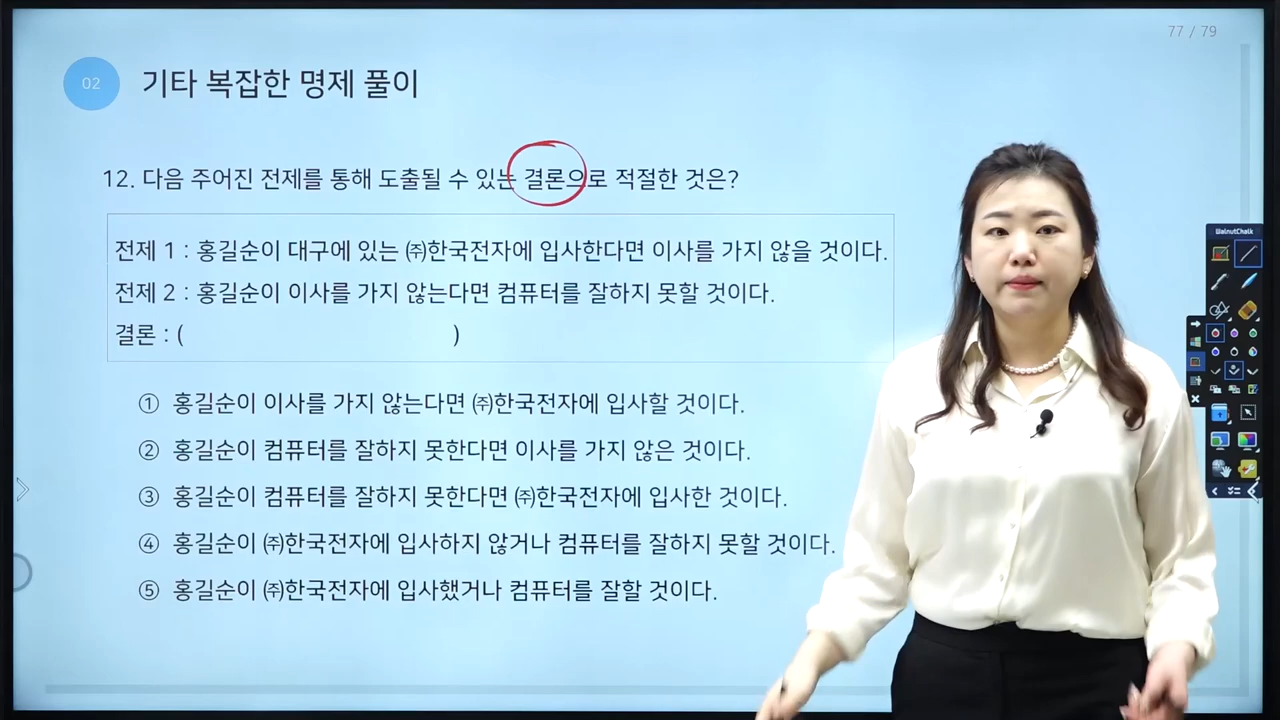 77 / 79
02 기타 복잡한 명제 풀이
12. 다음 주어진 전제를 통해 도출될 수 있는 결론으로 적절한 것은?
전제 1 : 홍길순이 대구에 있는 ㈜한국전자에 입사한다면 이사를 가지 않을 것이다.
전제 2 : 홍길순이 이사를 가지 않는다면 컴퓨터를 잘하지 못할 것이다.
결론 : ( )
① 홍길순이 이사를 가지 않는다면 ㈜한국전자에 입사할 것이다.
② 홍길순이 컴퓨터를 잘하지 못한다면 이사를 가지 않은 것이다.
③ 홍길순이 컴퓨터를 잘하지 못한다면 ㈜한국전자에 입사한 것이다.
④ 홍길순이 ㈜한국전자에 입사하지 않거나 컴퓨터를 잘하지 못할 것이다.
⑤ 홍길순이 ㈜한국전자에 입사했거나 컴퓨터를 잘할 것이다.
WalnutChalk